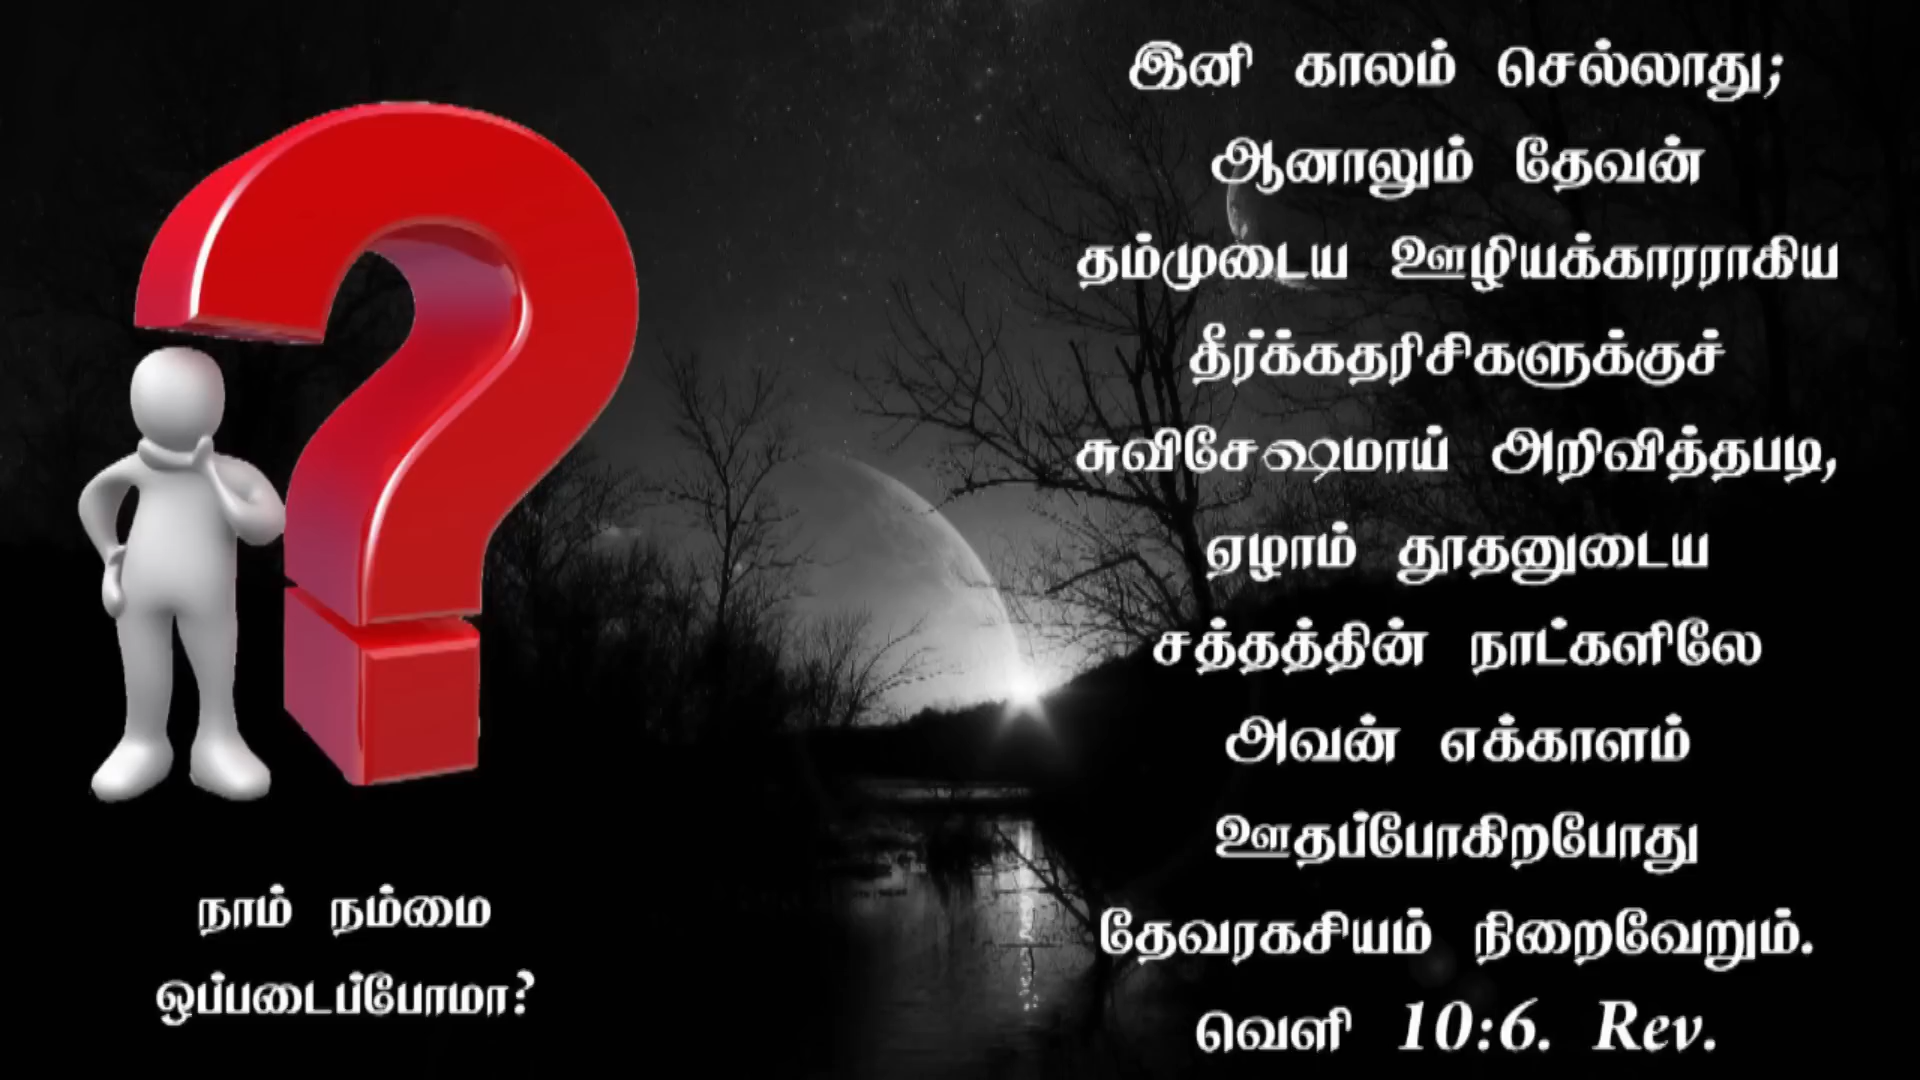 இனி காலம் செல்லாது;
ஆனாலும் தேவன்
தம்முடைய ஊழியக்காரராகிய
தீர்க்கதரிசிகளுக்குச்
சுவிசேஷமாய் அறிவித்தபடி,
ஏழாம் தூதனுடைய
சத்தத்தின் நாட்களிலே
அவன் எக்காளம்
ஊதப்போகிறபோது
தேவரகசியம் நிறைவேறும்.
வெளி 10:6. Rev.
நாம் நம்மை
ஒப்படைப்போமா?